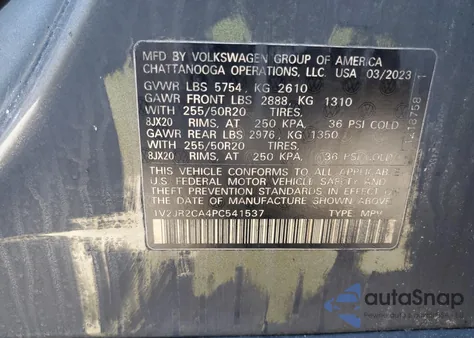 MFD BY VOLKSWAGEN GROUP OF AMERICA
CHATTANOOGA OPERATIONS, LLC USA 03/2023
GVWR LBS 5754 , KG 2610
GAWR FRONT LBS 2888, KG 1310
WITH 255/50R20 TIRES,
8JX20 RIMS, AT 250 KPA, 36 PSI COLD
GAWR REAR LBS 2976 , KG 1350
WITH 255/50R20 TIRES,
8JX20 RIMS, AT 250 KPA, 36 PSI COLD
THIS VEHICLE CONFORMS TO ALL APPLICABLE
U.S. FEDERAL MOTOR VEHICLE SAFETY AND
THEFT PREVENTION STANDARDS IN EFFECT ON
THE DATE OF MANUFACTURE SHOWN ABOVE.
1V2JR2CA4PC541537 TYPE MPV
autoSnap